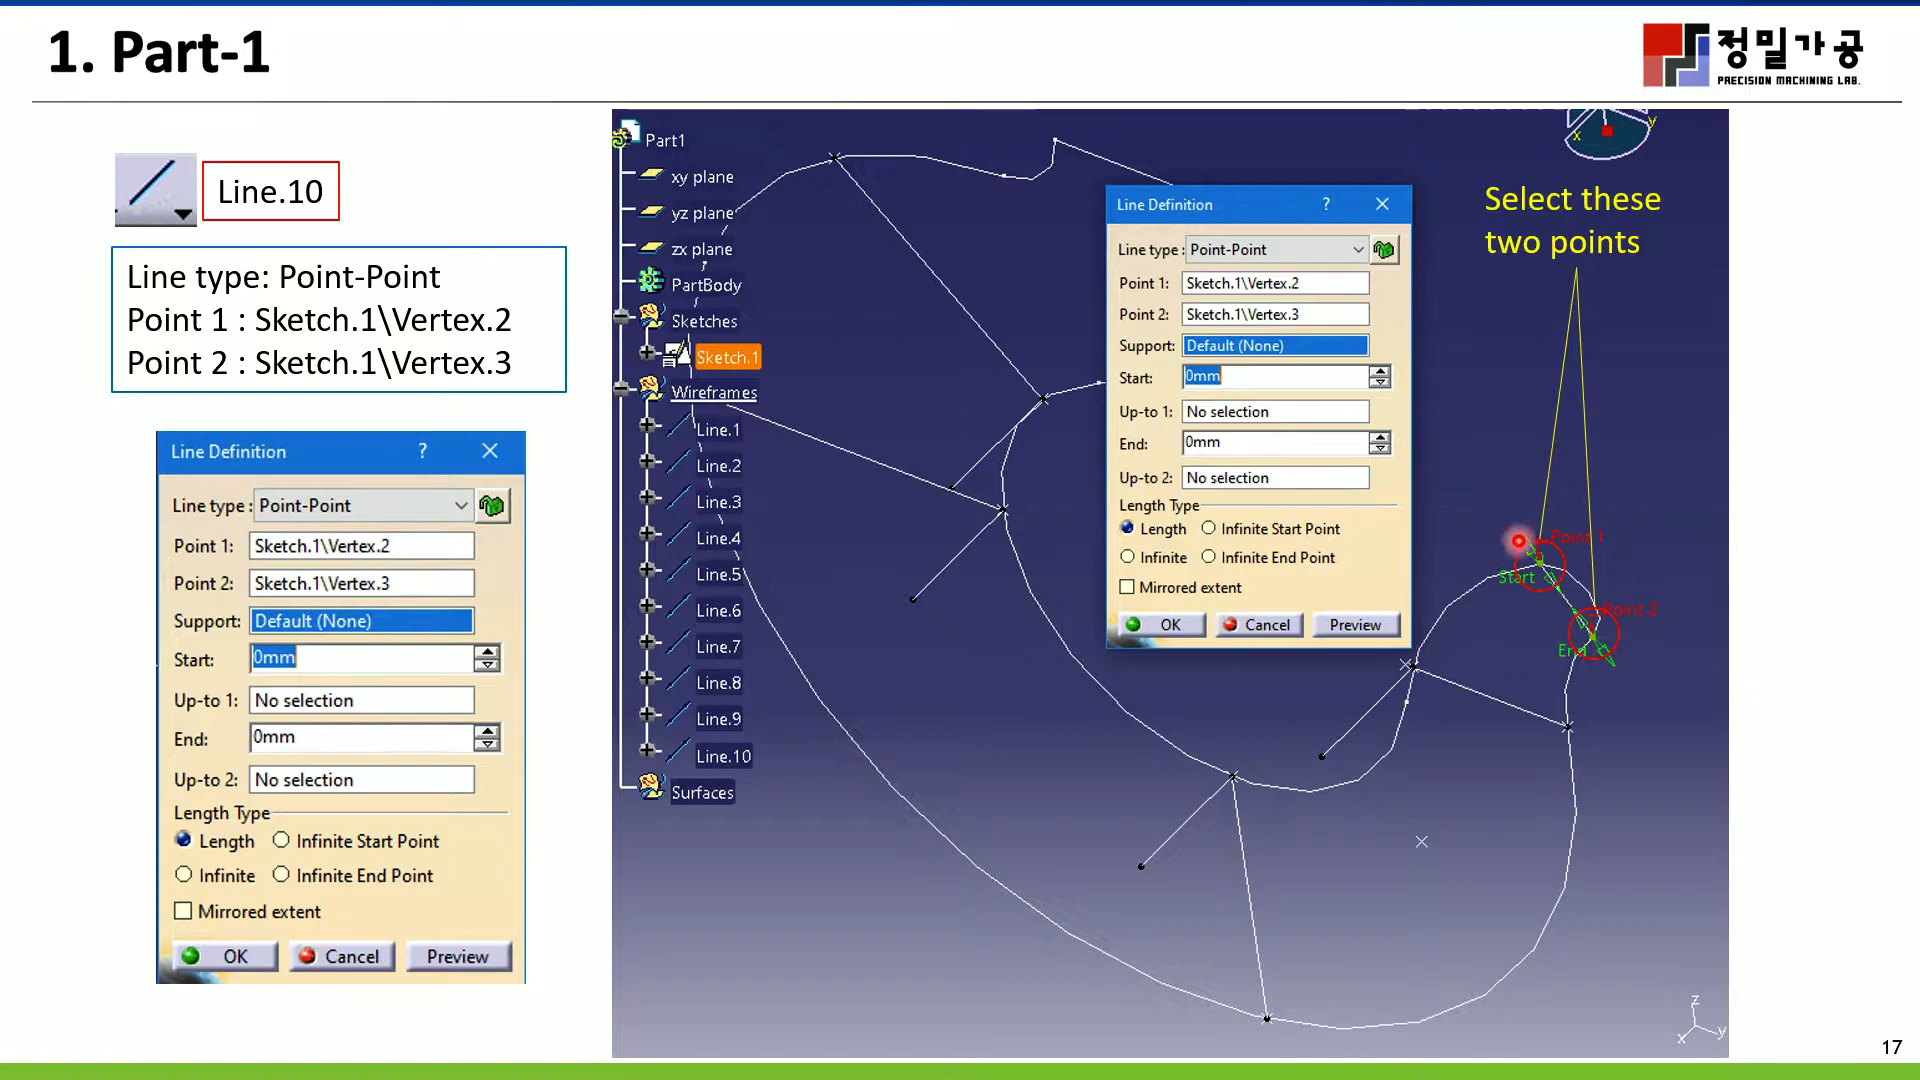 1. Part-1
정밀가공
PRECISION MACHINING LAB.
Line.10
Line type: Point-Point
Point 1 : Sketch.1\Vertex.2
Point 2 : Sketch.1\Vertex.3
Line Definition ?
Line type : Point-Point
Point 1: Sketch.1\Vertex.2
Point 2: Sketch.1\Vertex.3
Support: Default (None)
Start: 0mm
Up-to 1: No selection
End: 0mm
Up-to 2: No selection
Length Type
Length Infinite Start Point
Infinite Infinite End Point
Mirrored extent
OK Cancel Preview
Part1
xy plane
yz plane
zx plane
PartBody
Sketches
Sketch.1
Wireframes
Line.1
Line.2
Line.3
Line.4
Line.5
Line.6
Line.7
Line.8
Line.9
Line.10
Surfaces
Line Definition ?
Line type : Point-Point
Point 1: Sketch.1\Vertex.2
Point 2: Sketch.1\Vertex.3
Support: Default (None)
Start: 0mm
Up-to 1: No selection
End: 0mm
Up-to 2: No selection
Length Type
Length Infinite Start Point
Infinite Infinite End Point
Mirrored extent
OK Cancel Preview
x y
Select these
two points
Point 1
Start
Point 2
End
z
x y
17